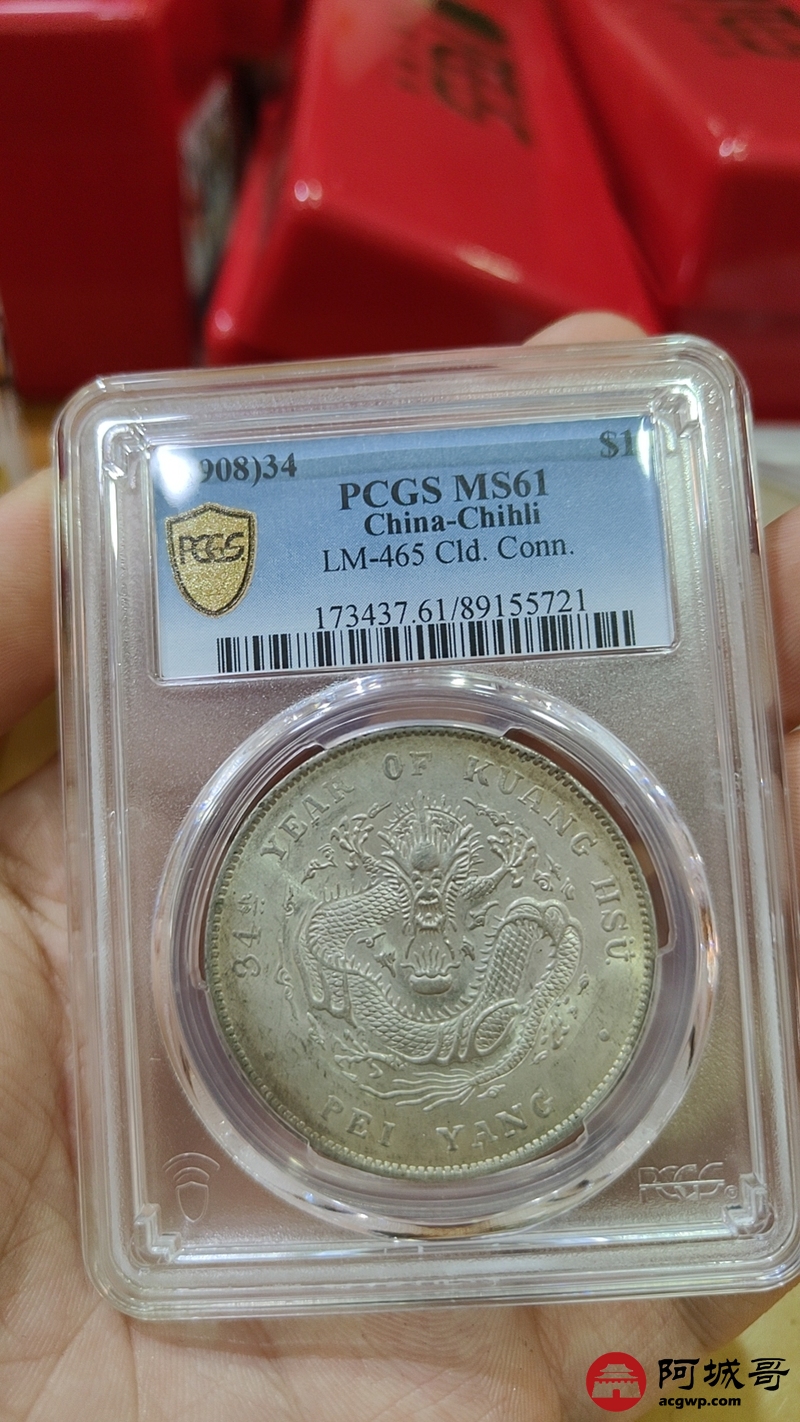 908)34
$1
PCGS MS61
China-Chihli
LM-465 Cld. Conn.
PCGS
173437.61/89155721
34TH YEAR OF KUANG HSU
PEI YANG
PCGS
阿城哥
acgwp.com